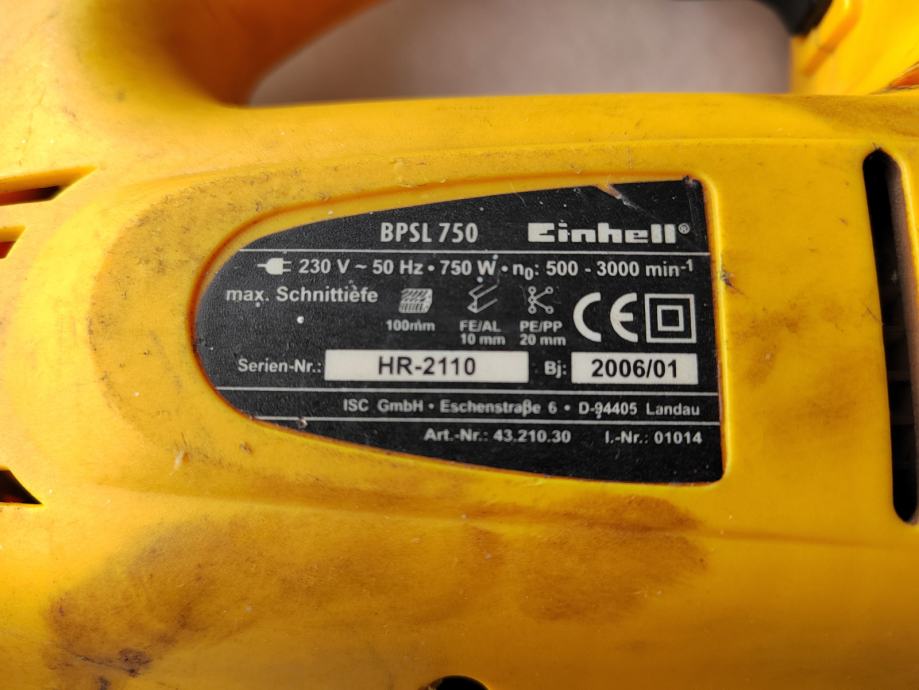 BPSL 750 Einhell®
230 V ~ 50 Hz • 750 W • n0: 500 - 3000 min-1
max. Schnittiefe
100mm FE/AL 10 mm PE/PP 20 mm CE
Serien-Nr.: HR-2110 Bj: 2006/01
ISC GmbH • Eschenstraße 6 • D-94405 Landau
Art.-Nr.: 43.210.30 I.-Nr.: 01014